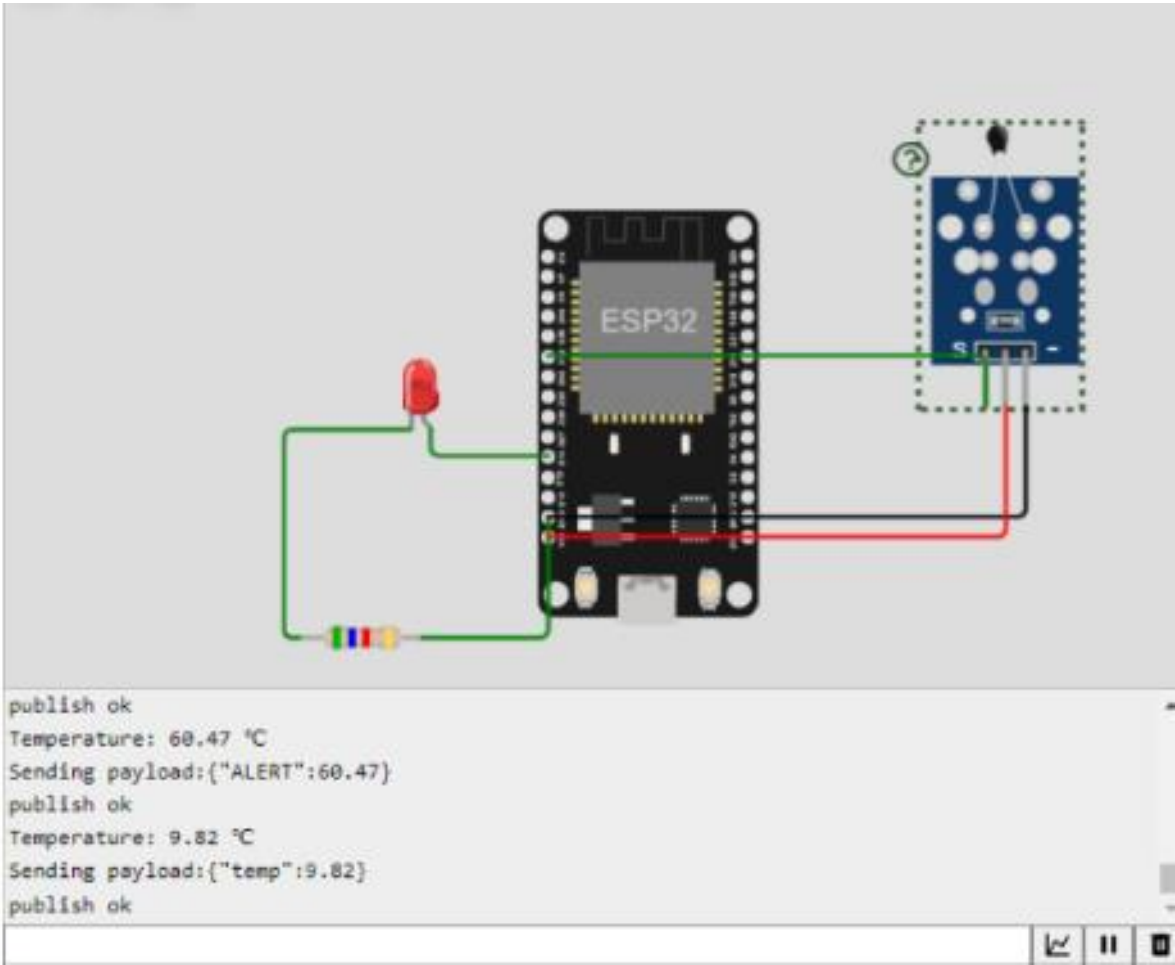 ESP32
S -
publish ok
Temperature: 60.47 ℃
Sending payload:{"ALERT":60.47}
publish ok
Temperature: 9.82 ℃
Sending payload:{"temp":9.82}
publish ok